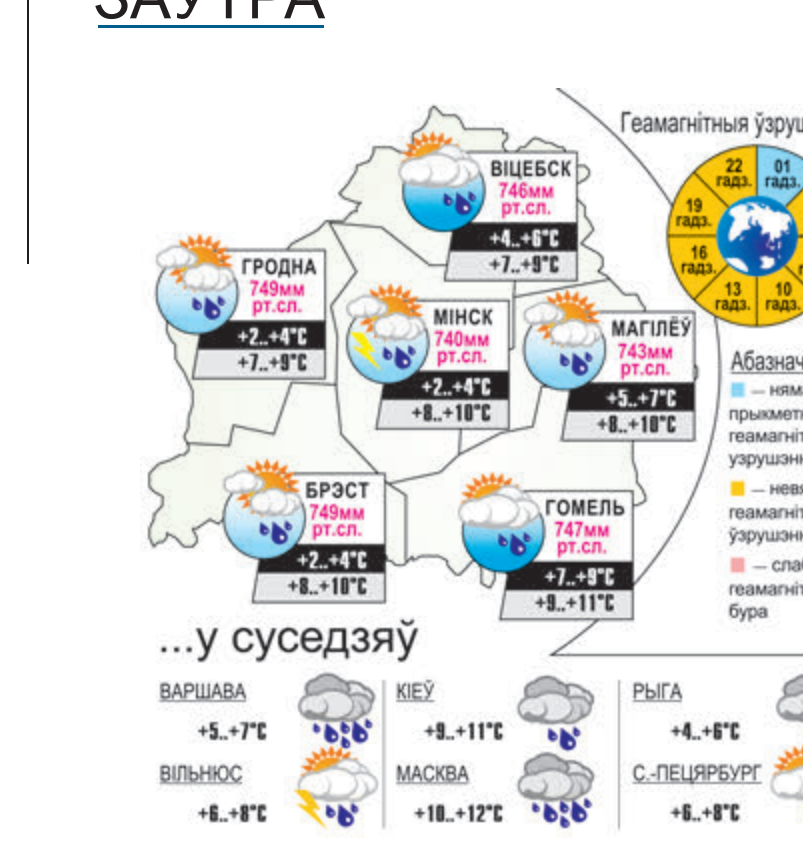 ЗАЎТРА
Геамагнітныя
22
гадз.
01
гадз.
19
гадз.
16
гадз.
13
гадз.
10
гадз.
ВІЦЕБСК
746мм
рт.сл.
+4..+6°C
+7..+9°C
ГРОДНА
749мм
рт.сл.
+2..+4°C
+7..+9°C
МІНСК
740мм
рт.сл.
+2..+4°C
+8..+10°C
МАГІЛЁЎ
743мм
рт.сл.
+5..+7°C
+8..+10°C
БРЭСТ
749мм
рт.сл.
+2..+4°C
+8..+10°C
ГОМЕЛЬ
747мм
рт.сл.
+7..+9°C
+9..+11°C
Абазнач
— ням
прыкметн
геамагніт
узрушэнн
— невя
геамагніт
ўзрушэнн
— сла
геамагніт
бура
...у суседзяў
ВАРШАВА
+5..+7°C
КІЕЎ
+9..+11°C
РЫГА
+4..+6°C
ВІЛЬНЮС
+6..+8°C
МАСКВА
+10..+12°C
С.-ПЕЦЯРБУРГ
+6..+8°C